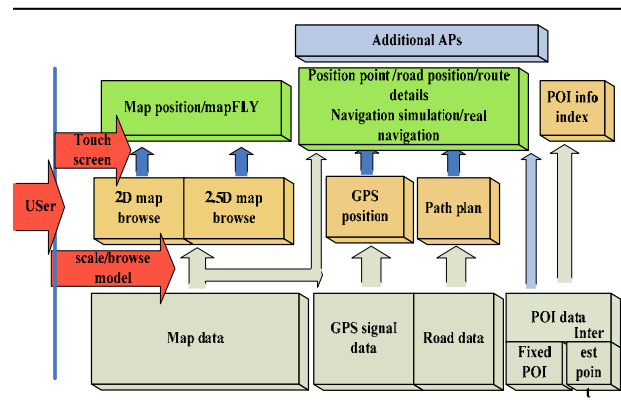 Additional APs
Map position/mapFLY
Position point/road position/route
details
Navigation simulation/real
navigation
POI info
index
Touch
screen
USer
2D map
browse
2.5D map
browse
GPS
position
Path plan
scale/browse
model
Map data
GPS signal
data
Road data
POI data
Fixed
POI
Inter
est poin
t